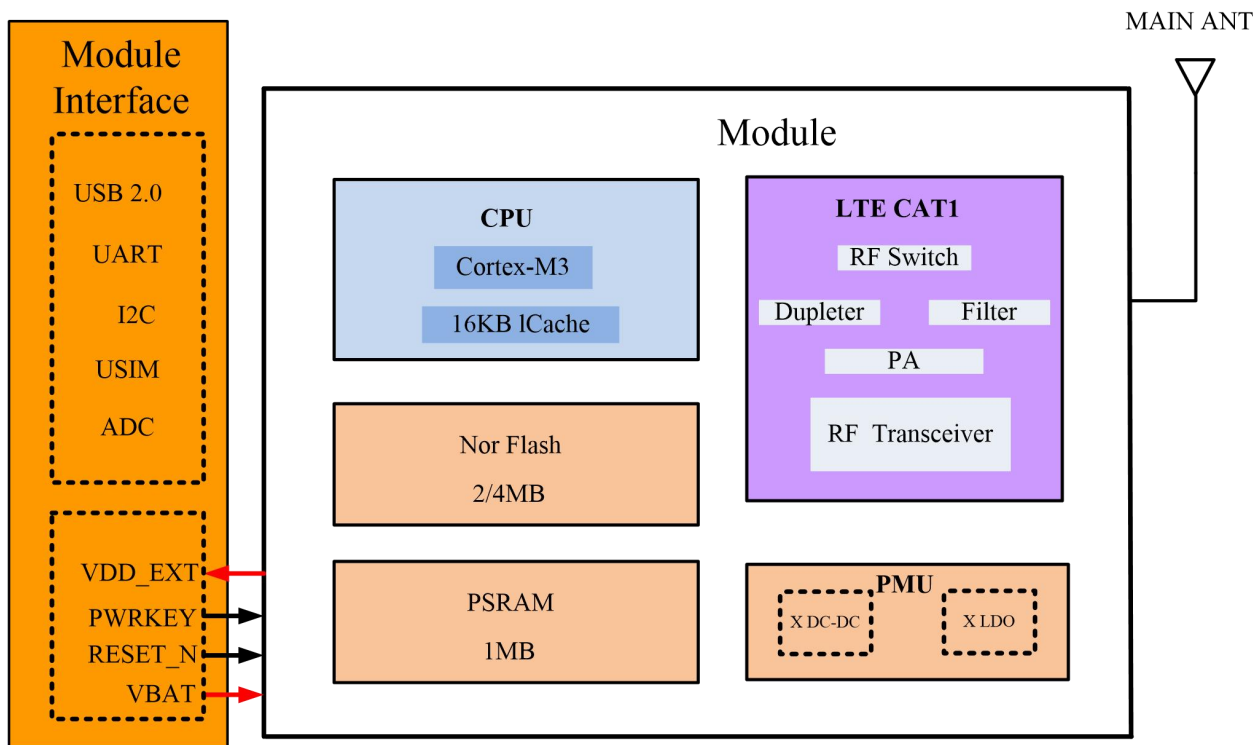 MAIN ANT
Module
Interface
USB 2.0
UART
I2C
USIM
ADC
VDD_EXT
PWRKEY
RESET_N
VBAT
Module
CPU
Cortex-M3
16KB lCache
Nor Flash
2/4MB
PSRAM
1MB
LTE CAT1
RF Switch
Dupleter
Filter
PA
RF Transceiver
PMU
X DC-DC
X LDO